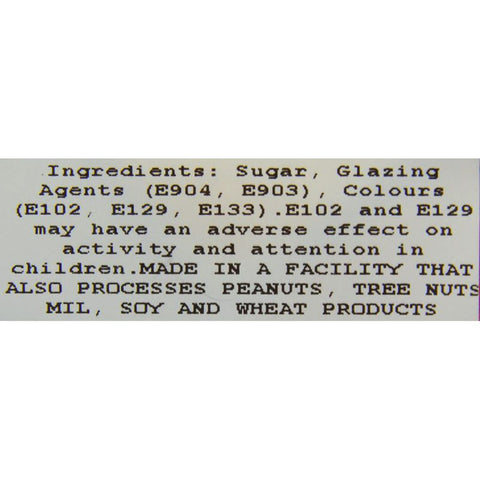 Ingredients: Sugar, Glazing
Agents (E904, E903), Colours
(E102, E129, E133).E102 and E129
may have an adverse effect on
activity and attention in
children.MADE IN A FACILITY THAT
ALSO PROCESSES PEANUTS, TREE NUTS
MIL, SOY AND WHEAT PRODUCTS